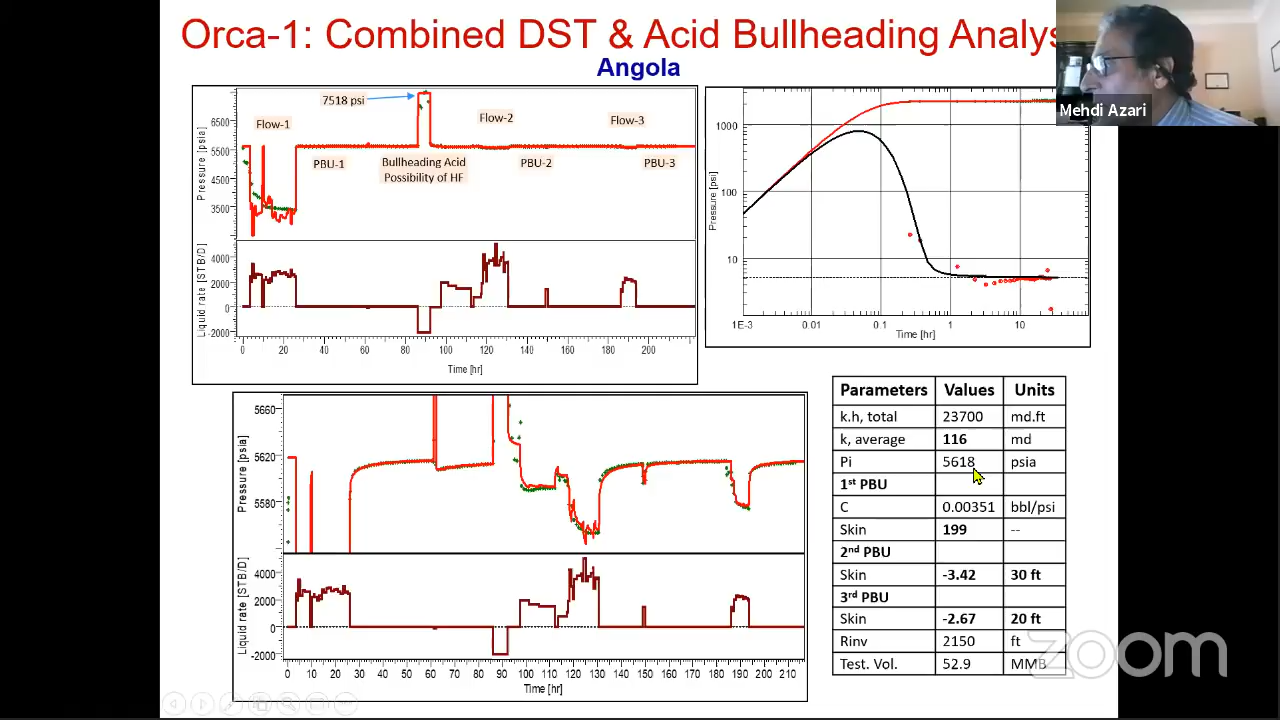 Orca-1: Combined DST & Acid Bullheading Analys
Angola
Mehdi Azari
7518 psi
Flow-1
Flow-2
Flow-3
PBU-1
Bullheading Acid
Possibility of HF
PBU-2
PBU-3
Pressure [psia]
6500
5500
4500
3500
Liquid rate [STB/D]
4000
2000
0
-2000
0 20 40 60 80 100 120 140 160 180 200
Time [hr]
Pressure [psi]
1000
100
10
1E-3 0.01 0.1 1 10
Time [hr]
Pressure [psia]
5660
5620
5580
Liquid rate [STB/D]
4000
2000
0
-2000
0 10 20 30 40 50 60 70 80 90 100 110 120 130 140 150 160 170 180 190 200 210
Time [hr]
Parameters Values Units
k.h, total 23700 md.ft
k, average 116 md
Pi 5618 psia
1st PBU
C 0.00351 bbl/psi
Skin 199 --
2nd PBU
Skin -3.42 30 ft
3rd PBU
Skin -2.67 20 ft
Rinv 2150 ft
Test. Vol. 52.9 MMB
zoom